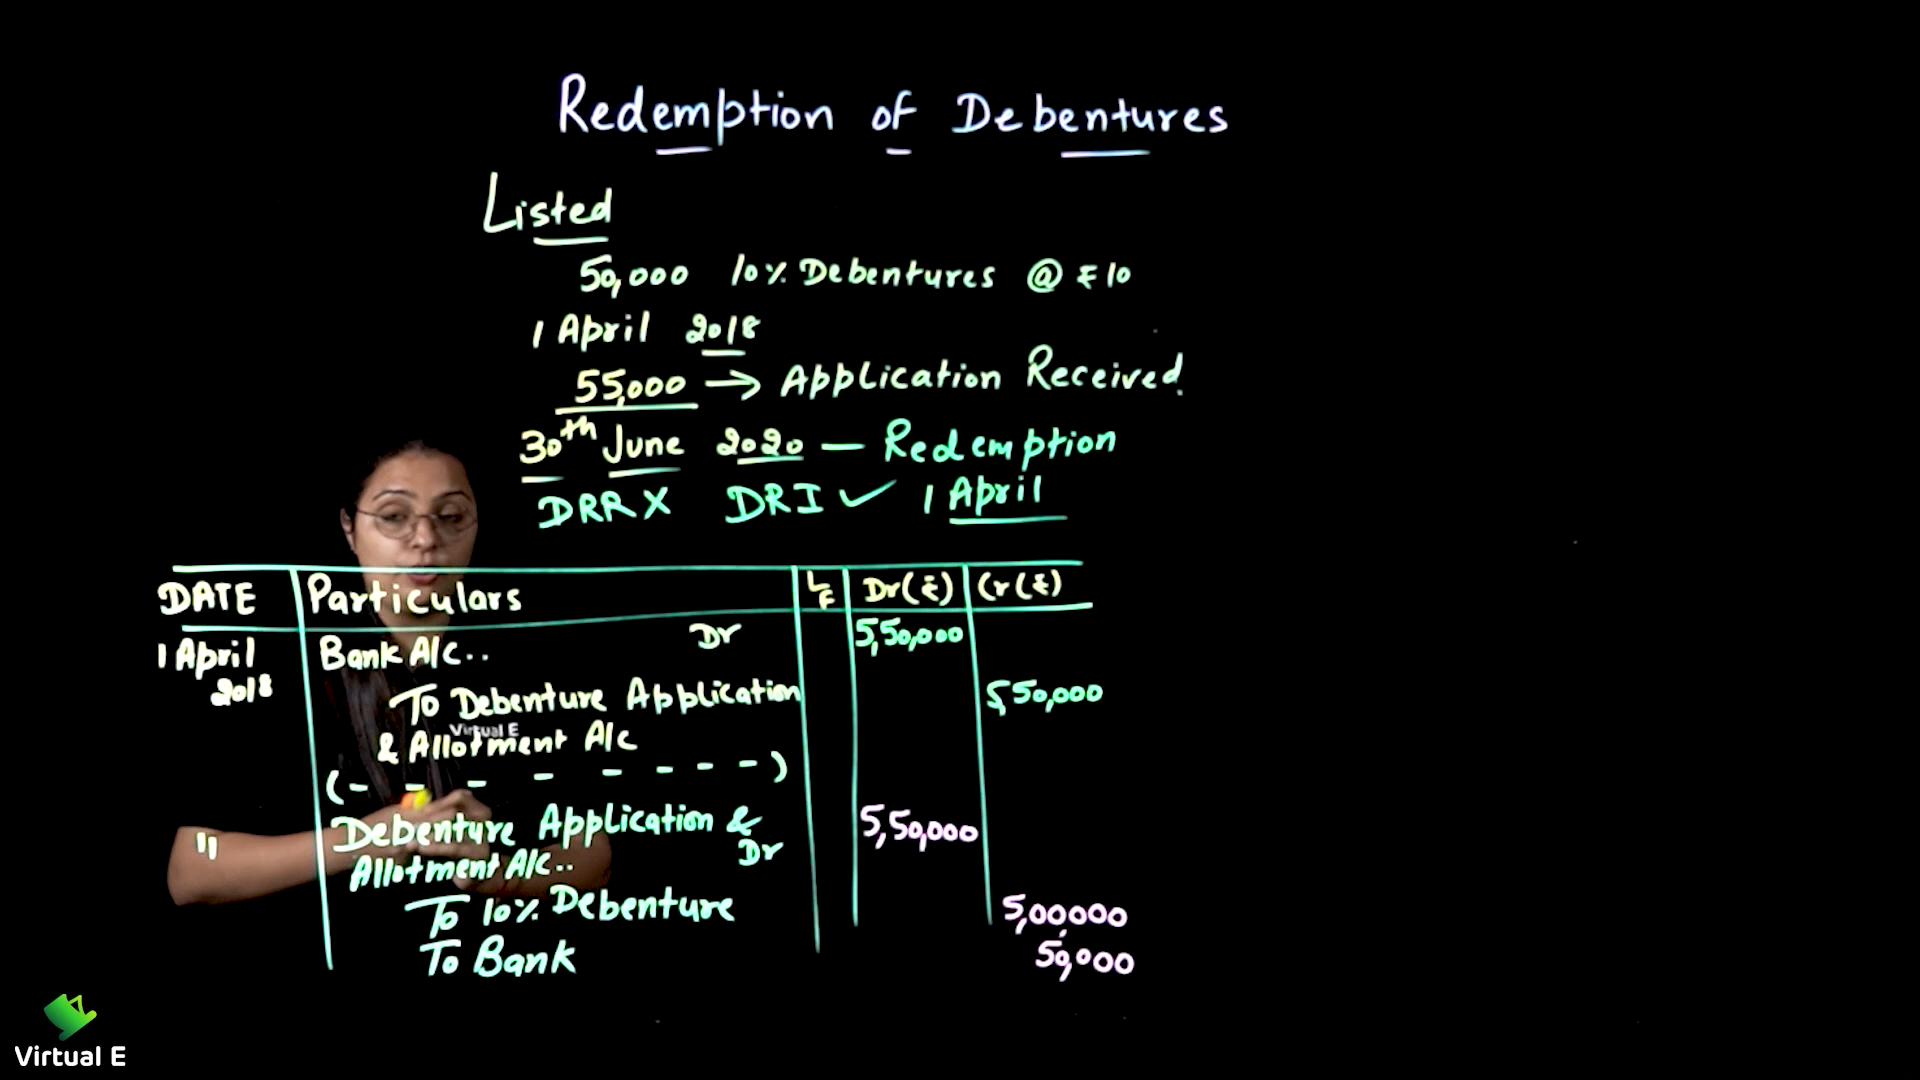 Redemption of Debentures
Listed
50,000 10% Debentures @ ₹10
1 April 2018
55,000 → Application Received.
30th June 2020 — Redemption
DRR X DRI ✓ 1 April
DATE Particulars LF Dr(₹) Cr(₹)
1 April 2018 Bank A/c.. Dr 5,50,000
To Debenture Application 5,50,000
& Allotment A/c
Virtual E
(- - - - - - - -)
" Debenture Application & 5,50,000
Allotment A/c.. Dr
To 10% Debenture 5,00,000
To Bank 50,000
Virtual E